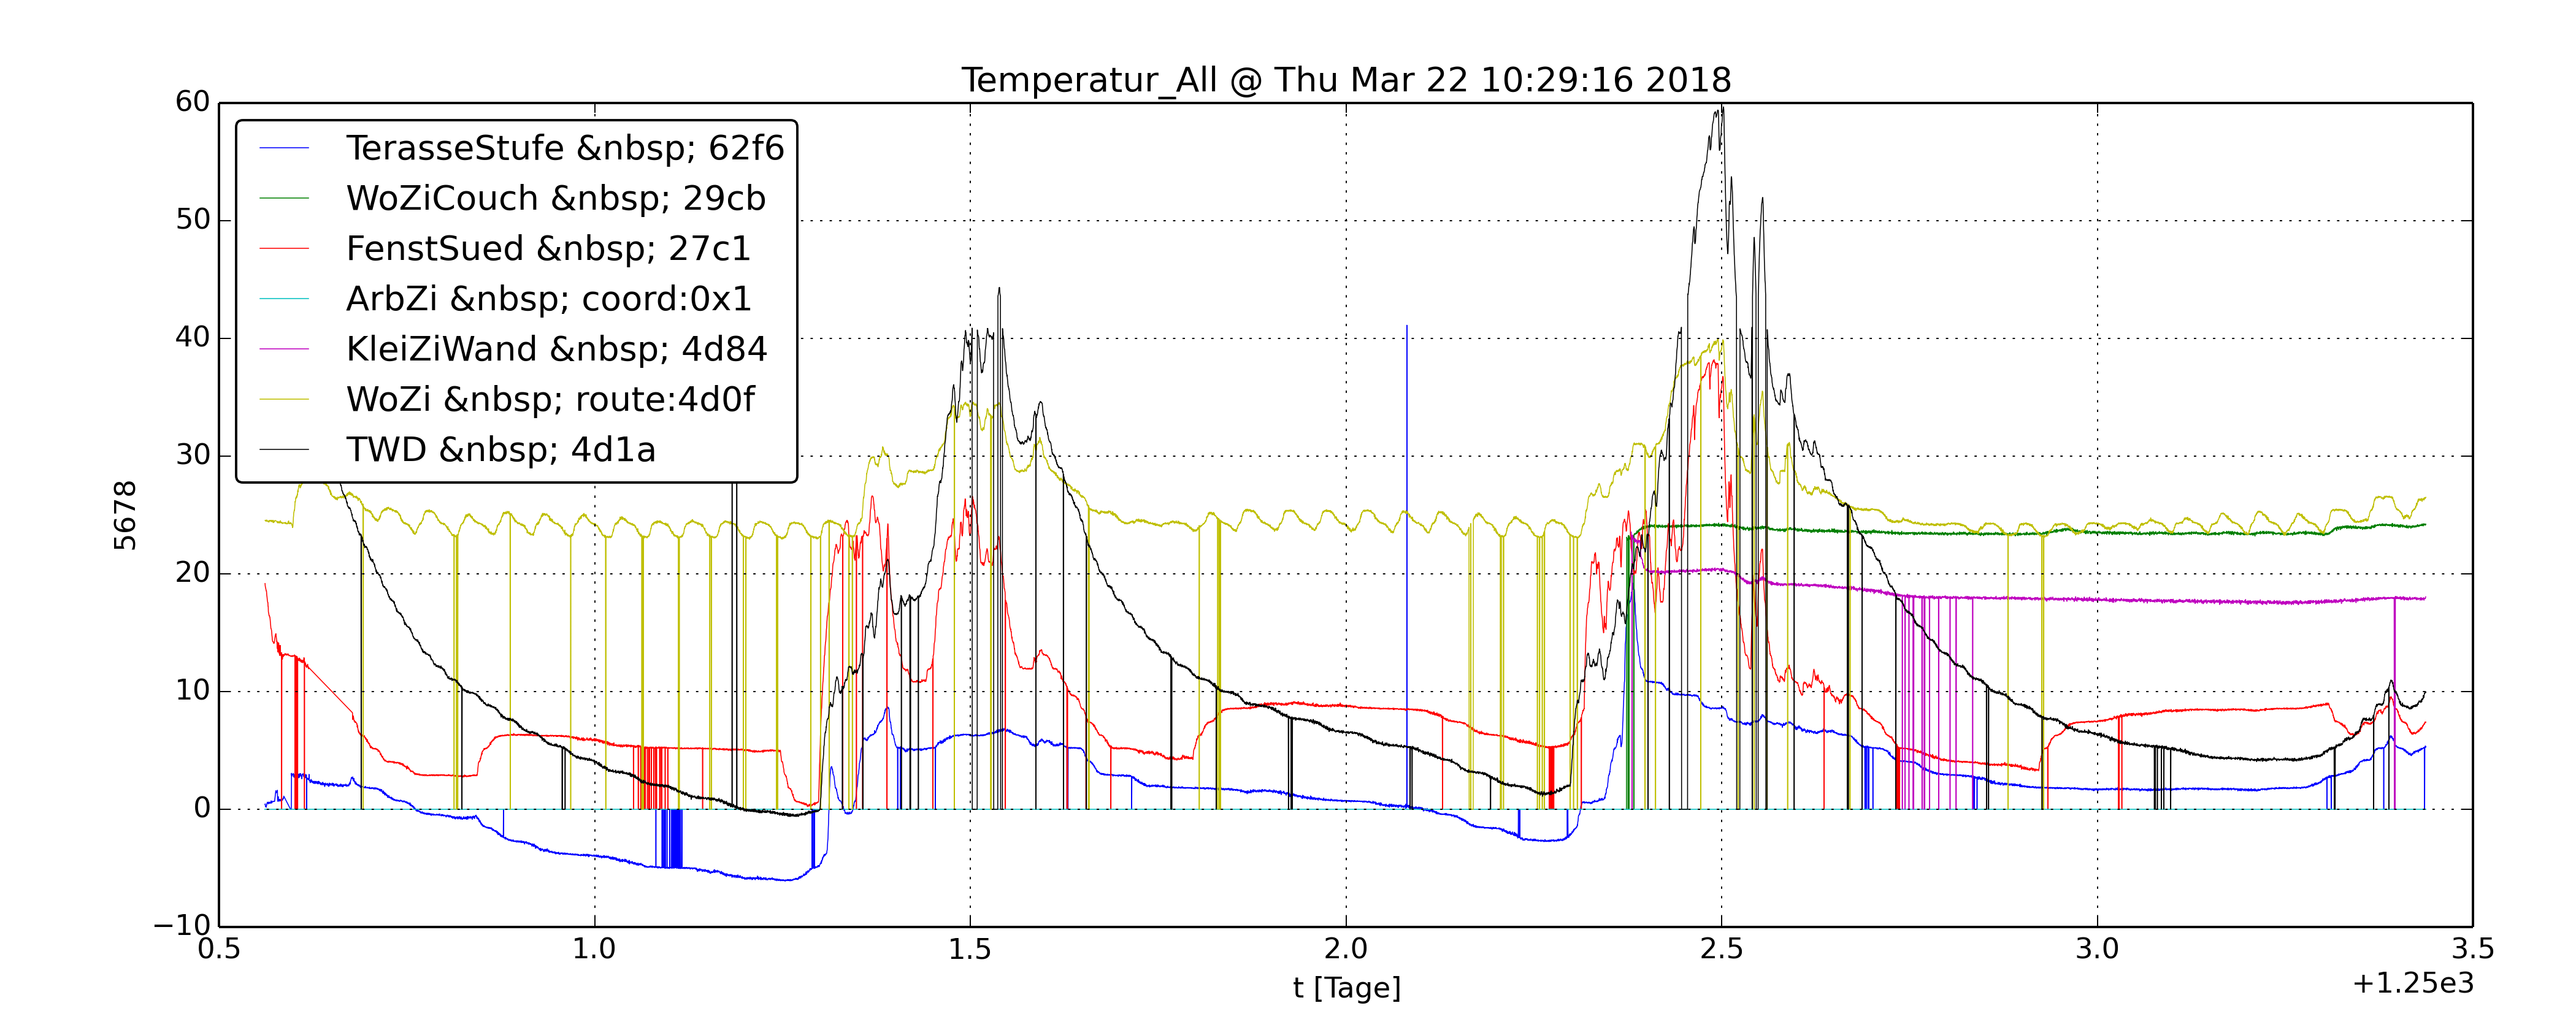 Temperatur_All @ Thu Mar 22 10:29:16 2018
60
50
40
30
20
10
0
−10
5678
TerasseStufe &nbsp; 62f6
WoZiCouch &nbsp; 29cb
FenstSued &nbsp; 27c1
ArbZi &nbsp; coord:0x1
KleiZiWand &nbsp; 4d84
WoZi &nbsp; route:4d0f
TWD &nbsp; 4d1a
0.5 1.0 1.5 2.0 2.5 3.0 3.5
t [Tage]
+1.25e3